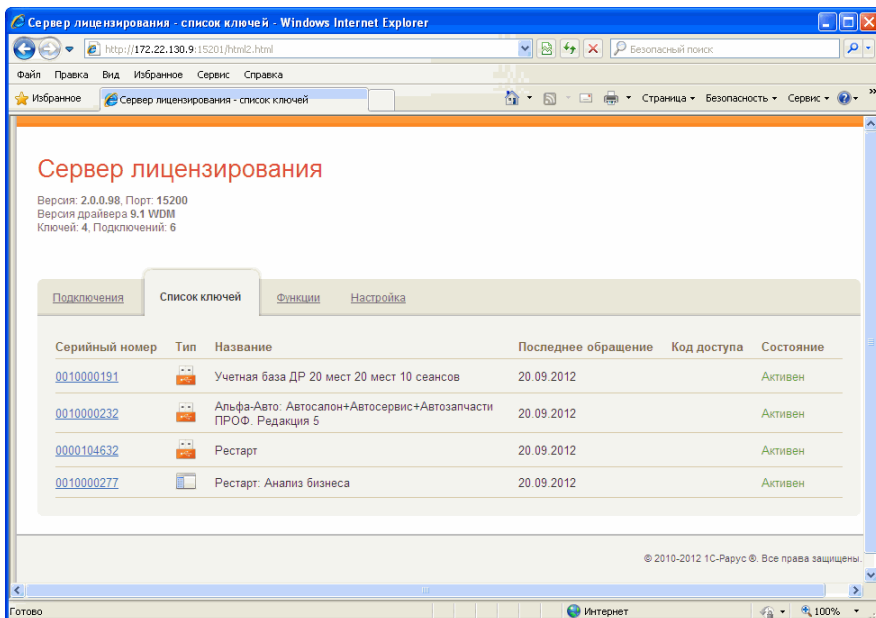 Сервер лицензирования - список ключей - Windows Internet Explorer
http://172.22.130.9:15201/html2.html
Безопасный поиск
Файл Правка Вид Избранное Сервис Справка
Избранное Сервер лицензирования - список ключей Страница Безопасность Сервис
Сервер лицензирования
Версия: 2.0.0.98, Порт: 15200
Версия драйвера 9.1 WDM
Ключей: 4, Подключений: 6
Подключения Список ключей Функции Настройка
Серийный номер Тип Название Последнее обращение Код доступа Состояние
0010000191 Учетная база ДР 20 мест 20 мест 10 сеансов 20.09.2012 Активен
0010000232 Альфа-Авто: Автосалон+Автосервис+Автозапчасти ПРОФ. Редакция 5 20.09.2012 Активен
0000104632 Рестарт 20.09.2012 Активен
0010000277 Рестарт: Анализ бизнеса 20.09.2012 Активен
© 2010-2012 1С-Рарус ®. Все права защищены.
Готово Интернет 100%